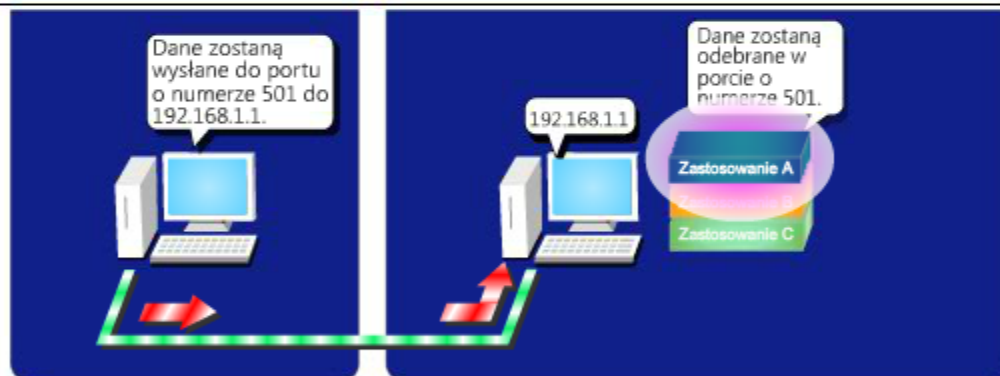 Dane zostaną
wysłane do portu
o numerze 501 do
192.168.1.1.
192.168.1.1
Dane zostaną
odebrane w
porcie o
numerze 501.
Zastosowanie A
Zastosowanie B
Zastosowanie C